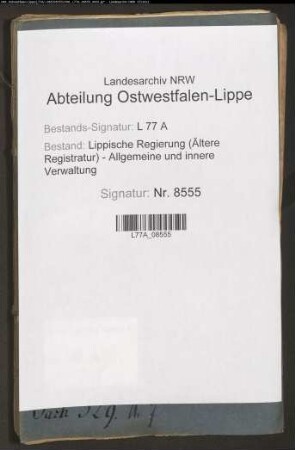 Landesarchiv NRW
Abteilung Ostwestfalen-Lippe
Bestands-Signatur: L 77 A
Bestand: Lippische Regierung (Ältere
Registratur) - Allgemeine und innere
Verwaltung
Signatur: Nr. 8555
L77A_08555